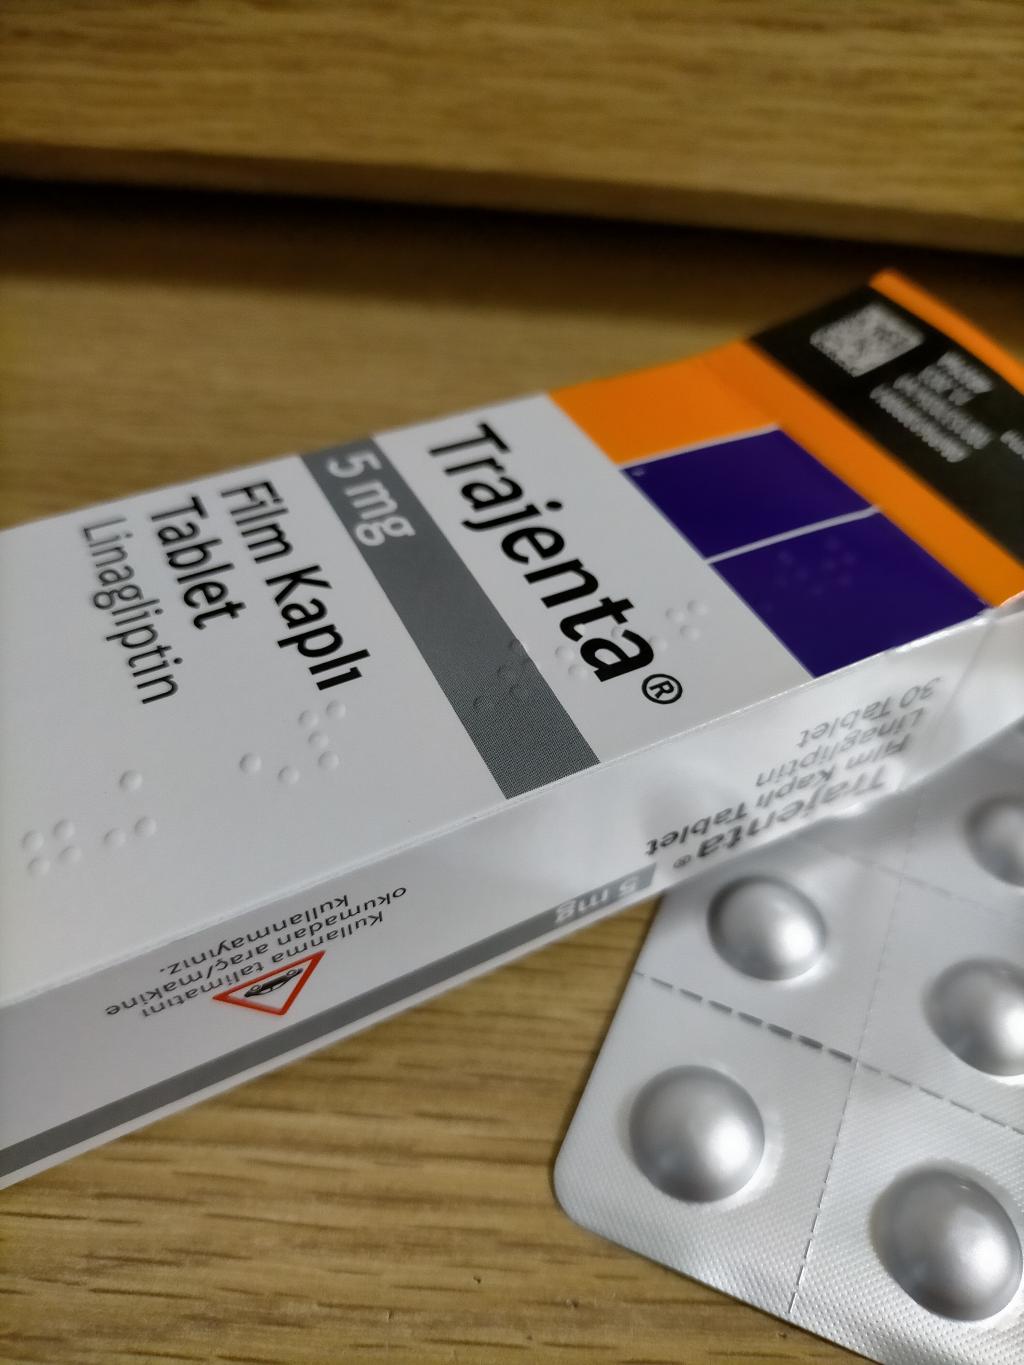 Trajenta®
5 mg
Film Kaplı
Tablet
Linagliptin
Trajenta®
5 mg
Film Kaplı Tablet
Linagliptin
30 Tablet
Kullanma talimatını
okumadan araç/makine
kullanmayınız.